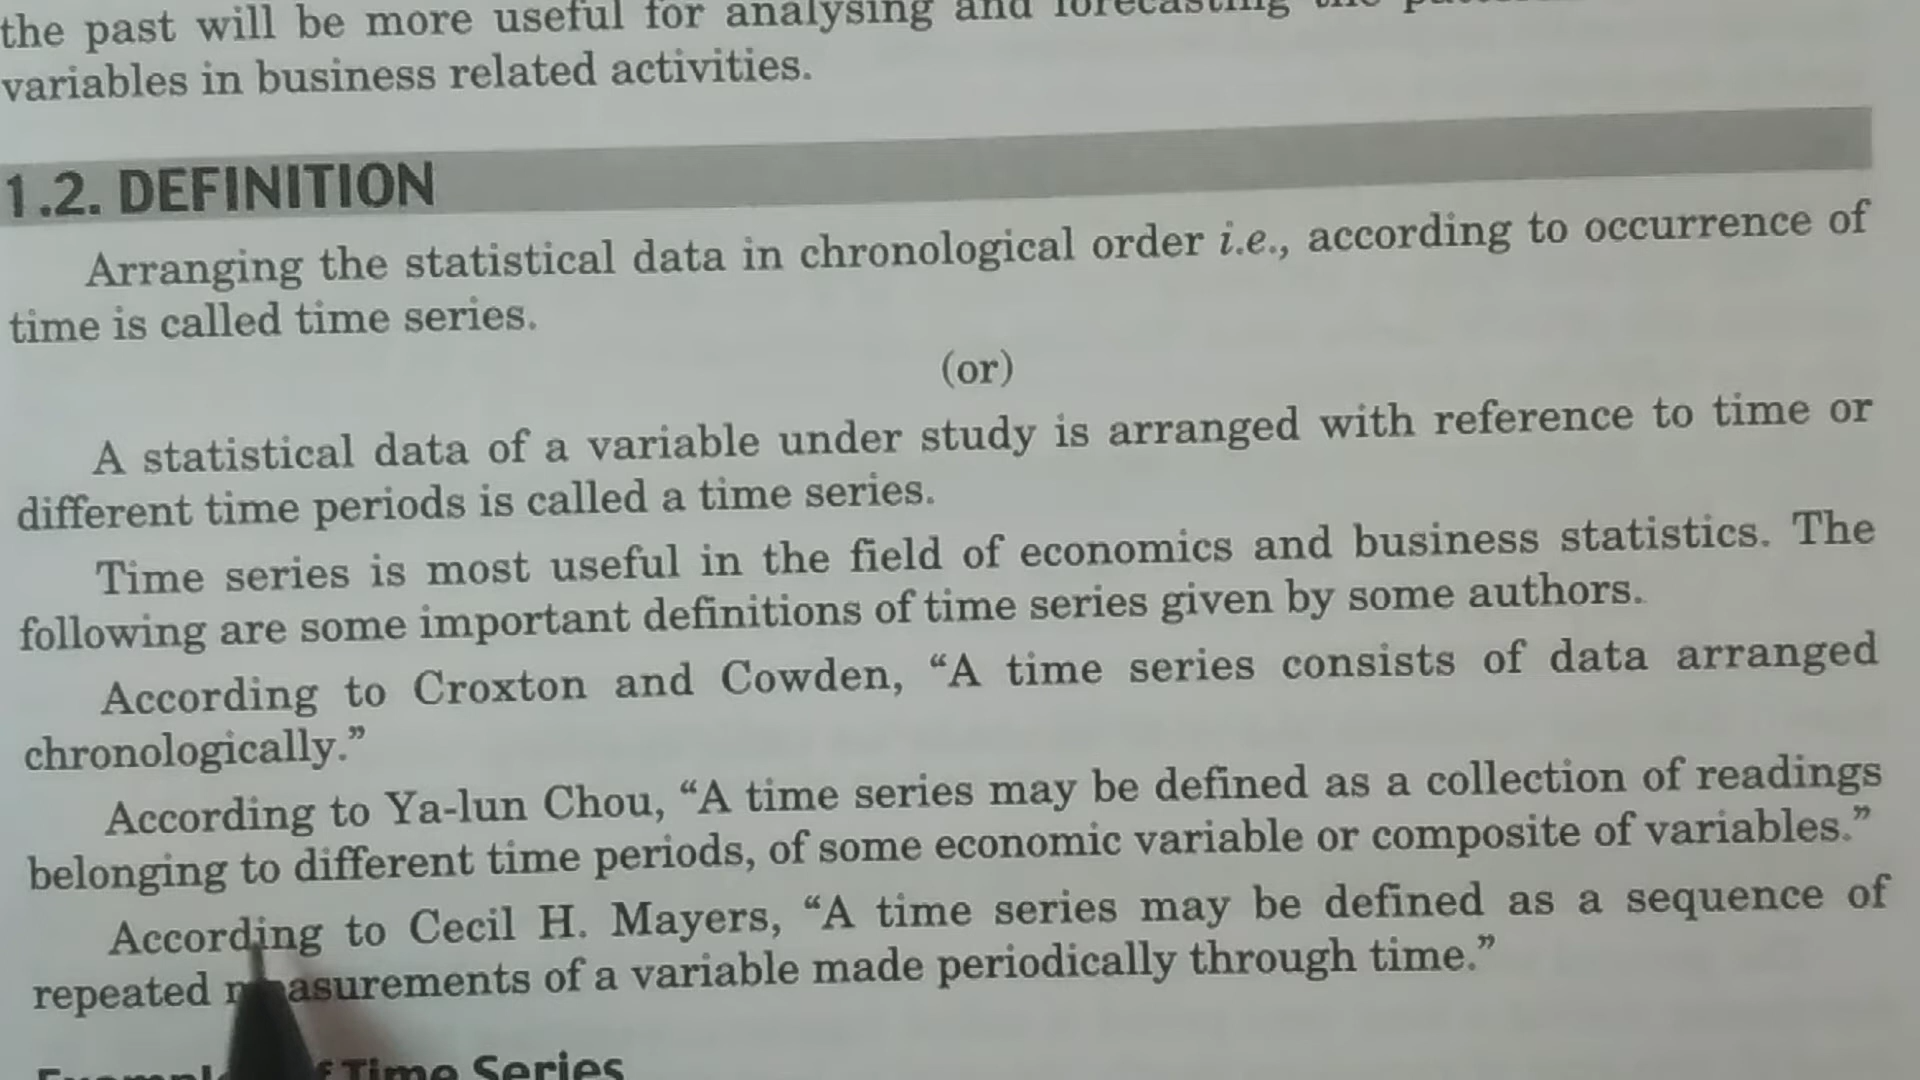 the past will be more useful for analysing and forecasting the
variables in business related activities.
1.2. DEFINITION
Arranging the statistical data in chronological order i.e., according to occurrence of
time is called time series.
(or)
A statistical data of a variable under study is arranged with reference to time or
different time periods is called a time series.
Time series is most useful in the field of economics and business statistics. The
following are some important definitions of time series given by some authors.
According to Croxton and Cowden, “A time series consists of data arranged
chronologically.”
According to Ya-lun Chou, “A time series may be defined as a collection of readings
belonging to different time periods, of some economic variable or composite of variables.”
According to Cecil H. Mayers, “A time series may be defined as a sequence of
repeated measurements of a variable made periodically through time.”
Time Series